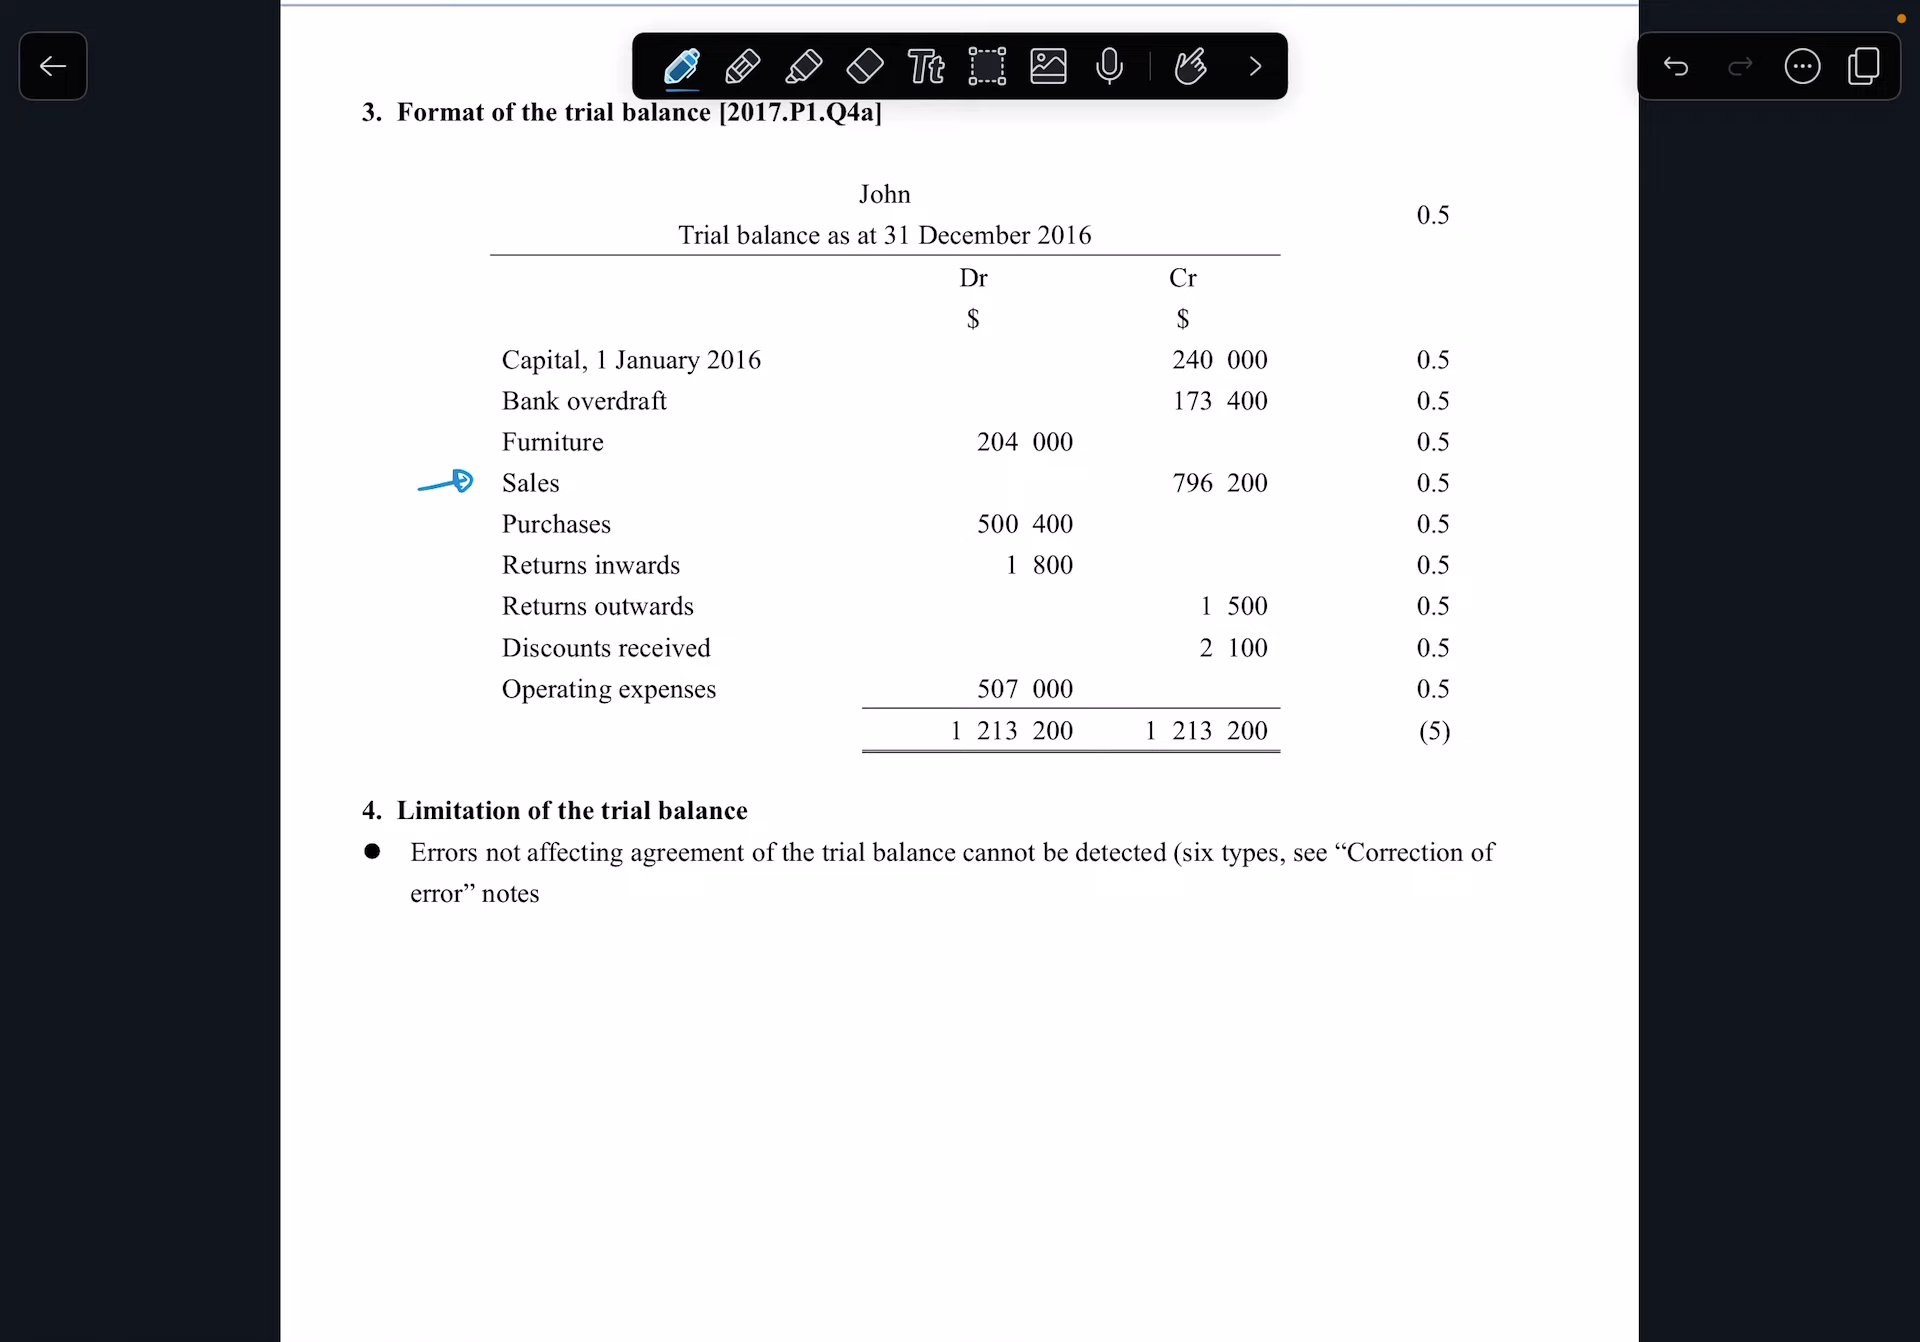 Tt
3. Format of the trial balance [2017.P1.Q4a]
John
0.5
Trial balance as at 31 December 2016
Dr Cr
$ $
Capital, 1 January 2016 240 000 0.5
Bank overdraft 173 400 0.5
Furniture 204 000 0.5
Sales 796 200 0.5
Purchases 500 400 0.5
Returns inwards 1 800 0.5
Returns outwards 1 500 0.5
Discounts received 2 100 0.5
Operating expenses 507 000 0.5
1 213 200 1 213 200 (5)
4. Limitation of the trial balance
● Errors not affecting agreement of the trial balance cannot be detected (six types, see “Correction of
error” notes